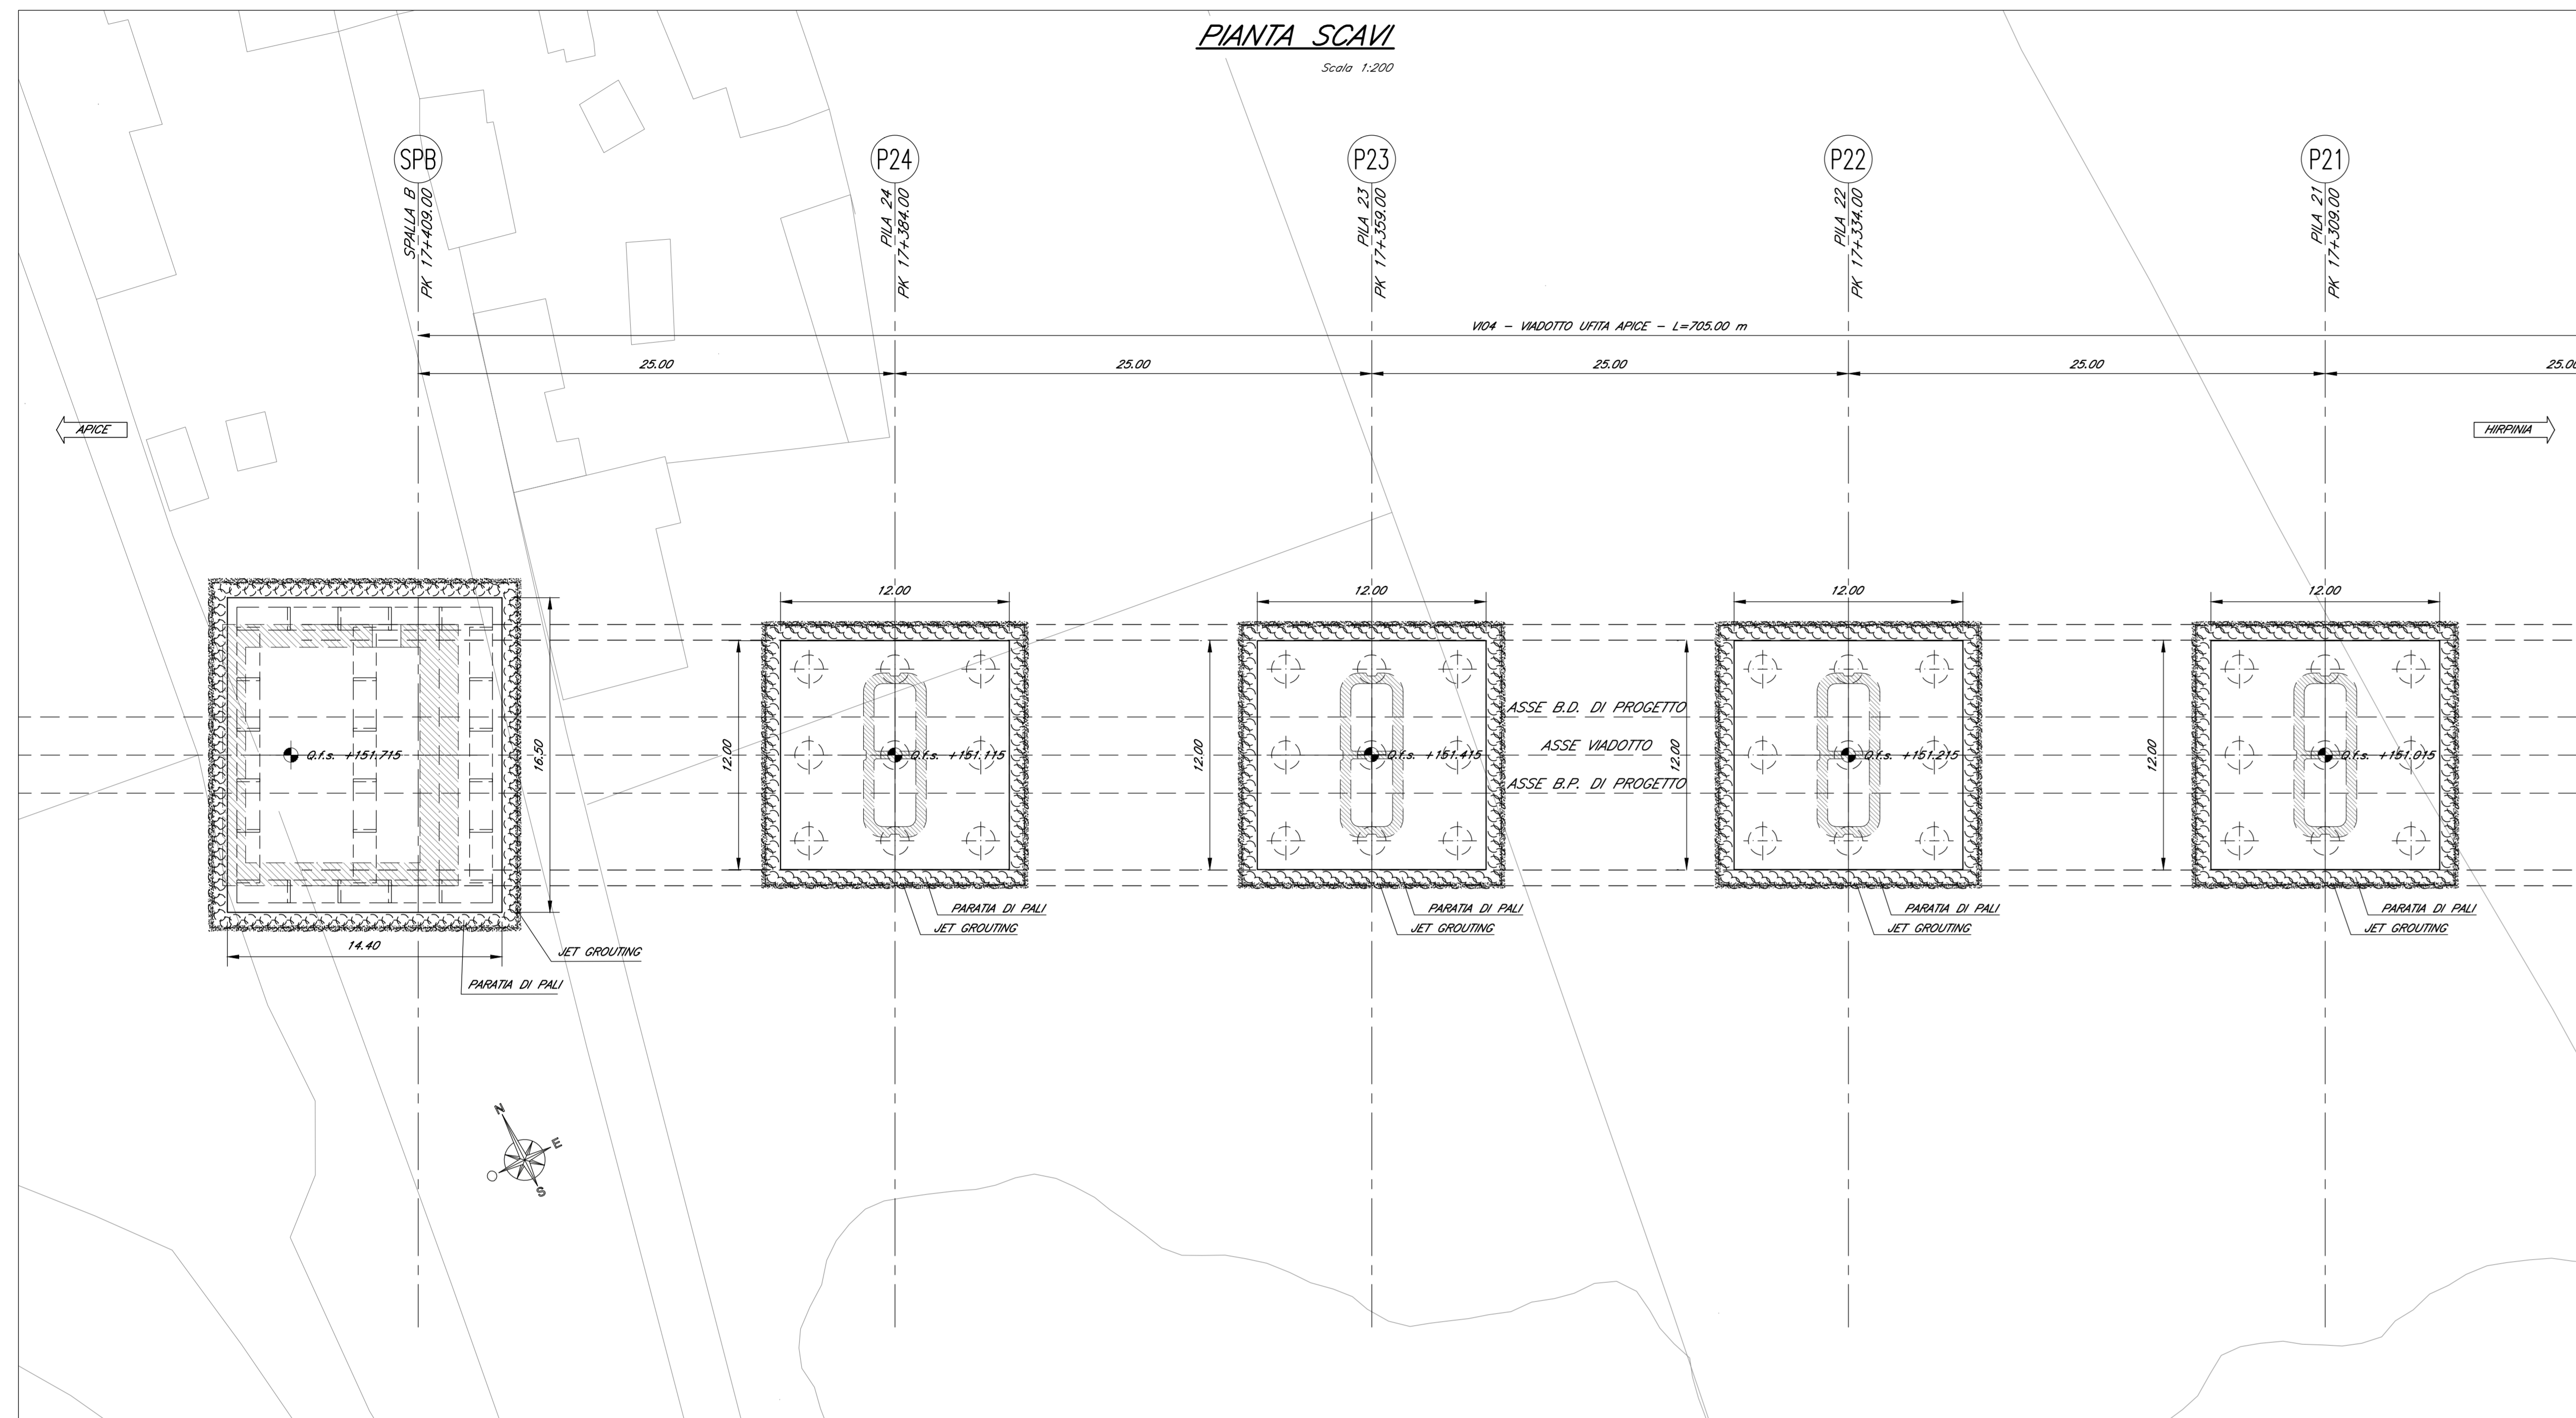 PIANTA SCAVI
Scala 1:200
SPB
P24
P23
P22
P21
SPALLA B
PK 17+409.00
PILA 24
PK 17+384.00
PILA 23
PK 17+359.00
PILA 22
PK 17+334.00
PILA 21
PK 17+309.00
VI04 - VIADOTTO UFITA APICE - L=705.00 m
25.00
25.00
25.00
25.00
25.00
APICE
HIRPINIA
12.00
12.00
12.00
12.00
16.50
12.00
12.00
12.00
12.00
ASSE B.D. DI PROGETTO
ASSE VIADOTTO
ASSE B.P. DI PROGETTO
Q.f.s. +151.715
Q.f.s. +151.115
Q.f.s. +151.415
Q.f.s. +151.215
Q.f.s. +151.015
14.40
JET GROUTING
PARATIA DI PALI
PARATIA DI PALI
JET GROUTING
PARATIA DI PALI
JET GROUTING
PARATIA DI PALI
JET GROUTING
PARATIA DI PALI
JET GROUTING
N
E
O
S